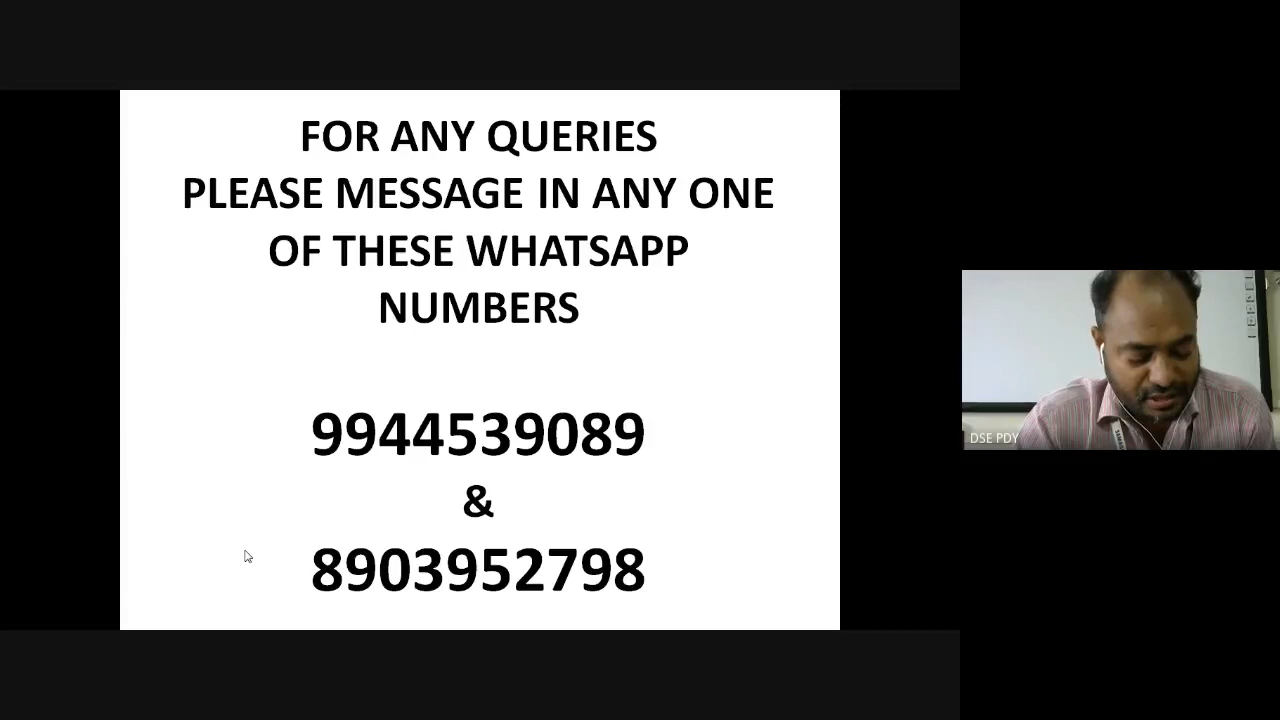 FOR ANY QUERIES
PLEASE MESSAGE IN ANY ONE
OF THESE WHATSAPP
NUMBERS
9944539089
&
8903952798
DSE PDY